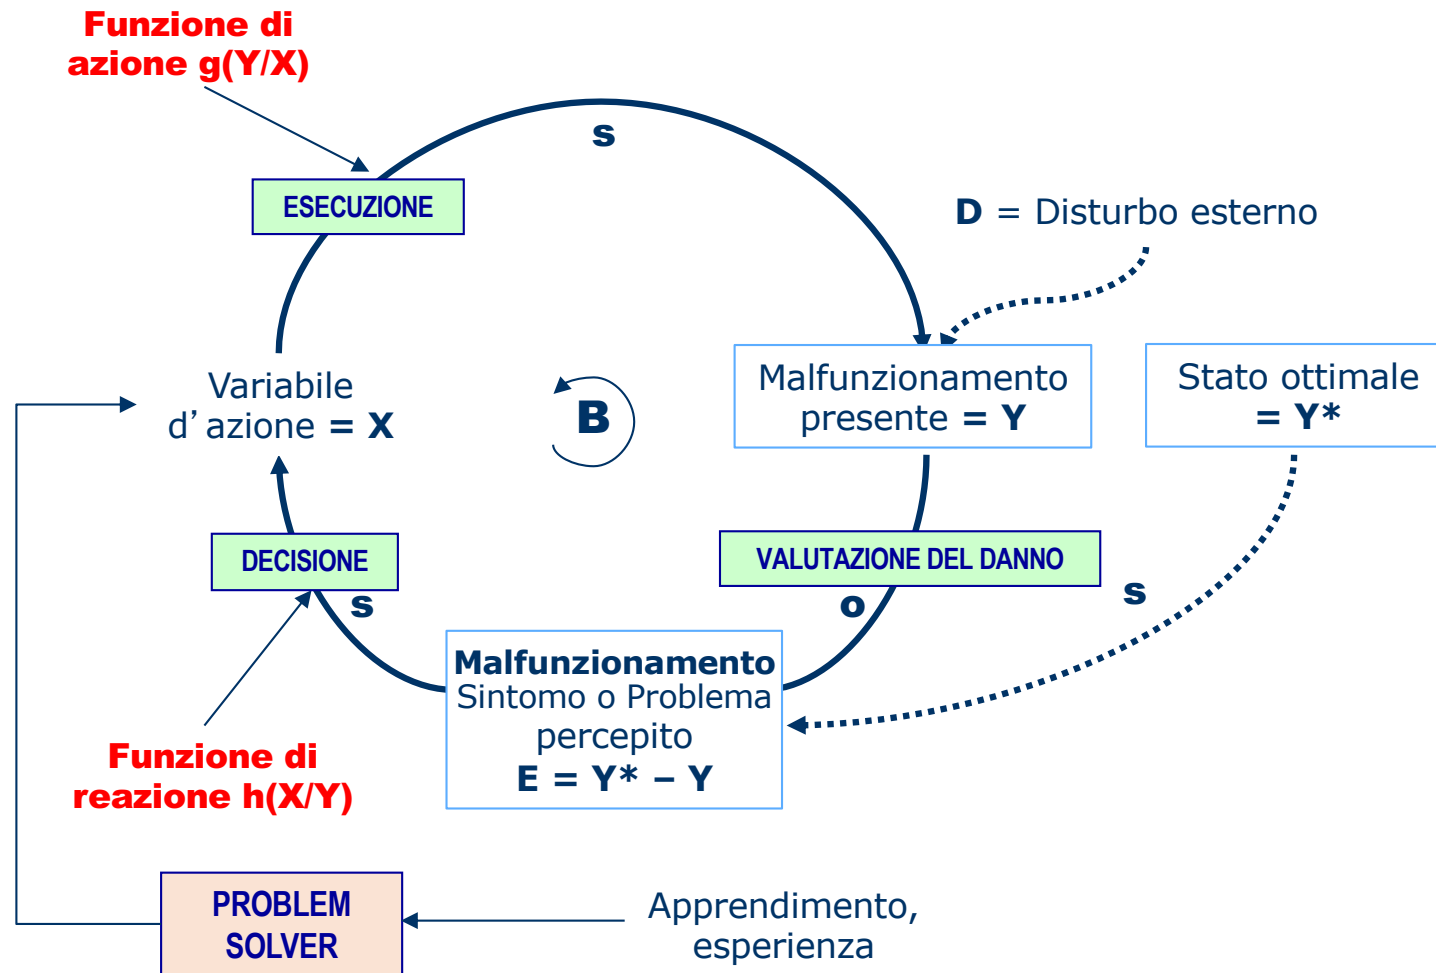 Funzione di
azione g(Y/X)
s
ESECUZIONE
D = Disturbo esterno
Variabile
d’azione = X
B
Malfunzionamento
presente = Y
Stato ottimale
= Y*
DECISIONE
VALUTAZIONE DEL DANNO
s
o
s
Malfunzionamento
Sintomo o Problema
percepito
E = Y* – Y
Funzione di
reazione h(X/Y)
PROBLEM
SOLVER
Apprendimento,
esperienza